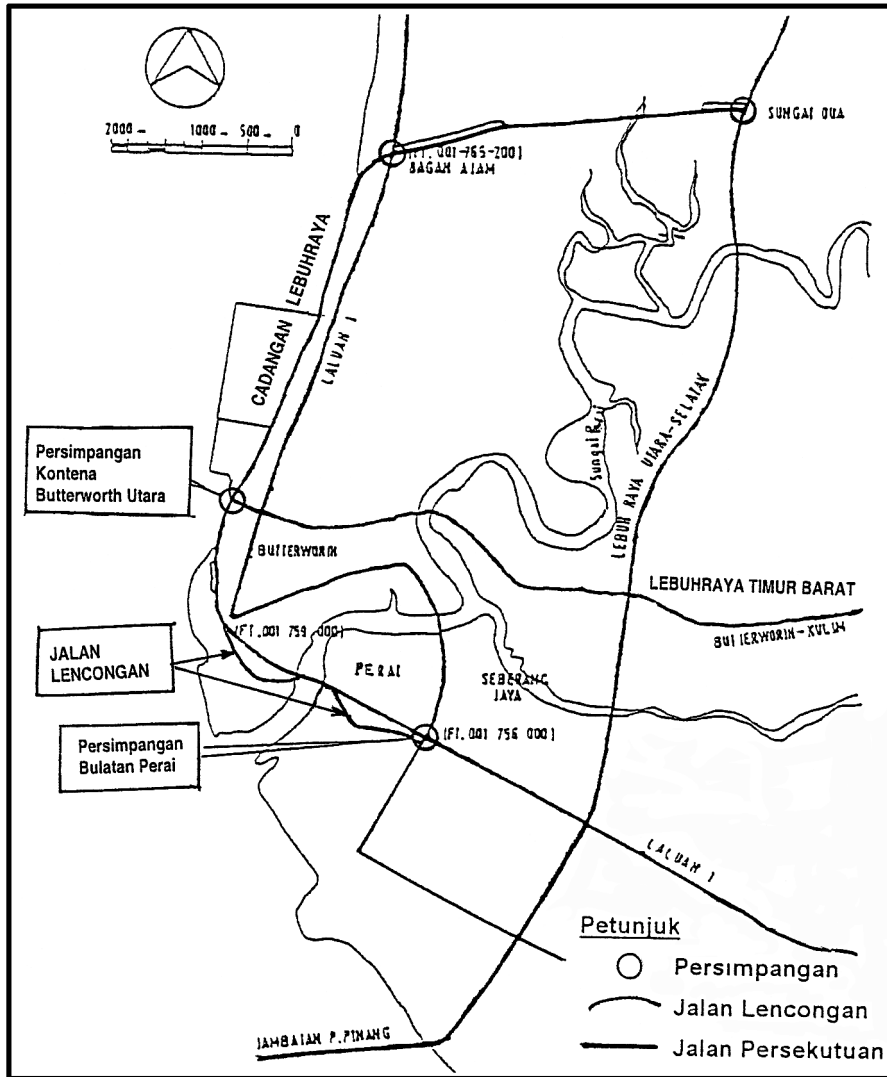 2000 - 1000 - 500 - 0
SUNGAI DUA
[FT.001-765-200]
BAGAN AJAM
CADANGAN LEBUHRAYA
LALUAN 1
LEBUH RAYA UTARA-SELATAN
Persimpangan
Kontena
Butterworth Utara
BUTTERWORTH
LEBUHRAYA TIMUR BARAT
BUTTERWORTH-KULIM
[FT.001 759 000]
JALAN
LENCONGAN
PERAI
SEBERANG
JAYA
Persimpangan
Bulatan Perai
[FT.001 756 000]
LALUAN 1
JAMBATAN P.PINANG
Petunjuk
Persimpangan
Jalan Lencongan
Jalan Persekutuan
Sungai